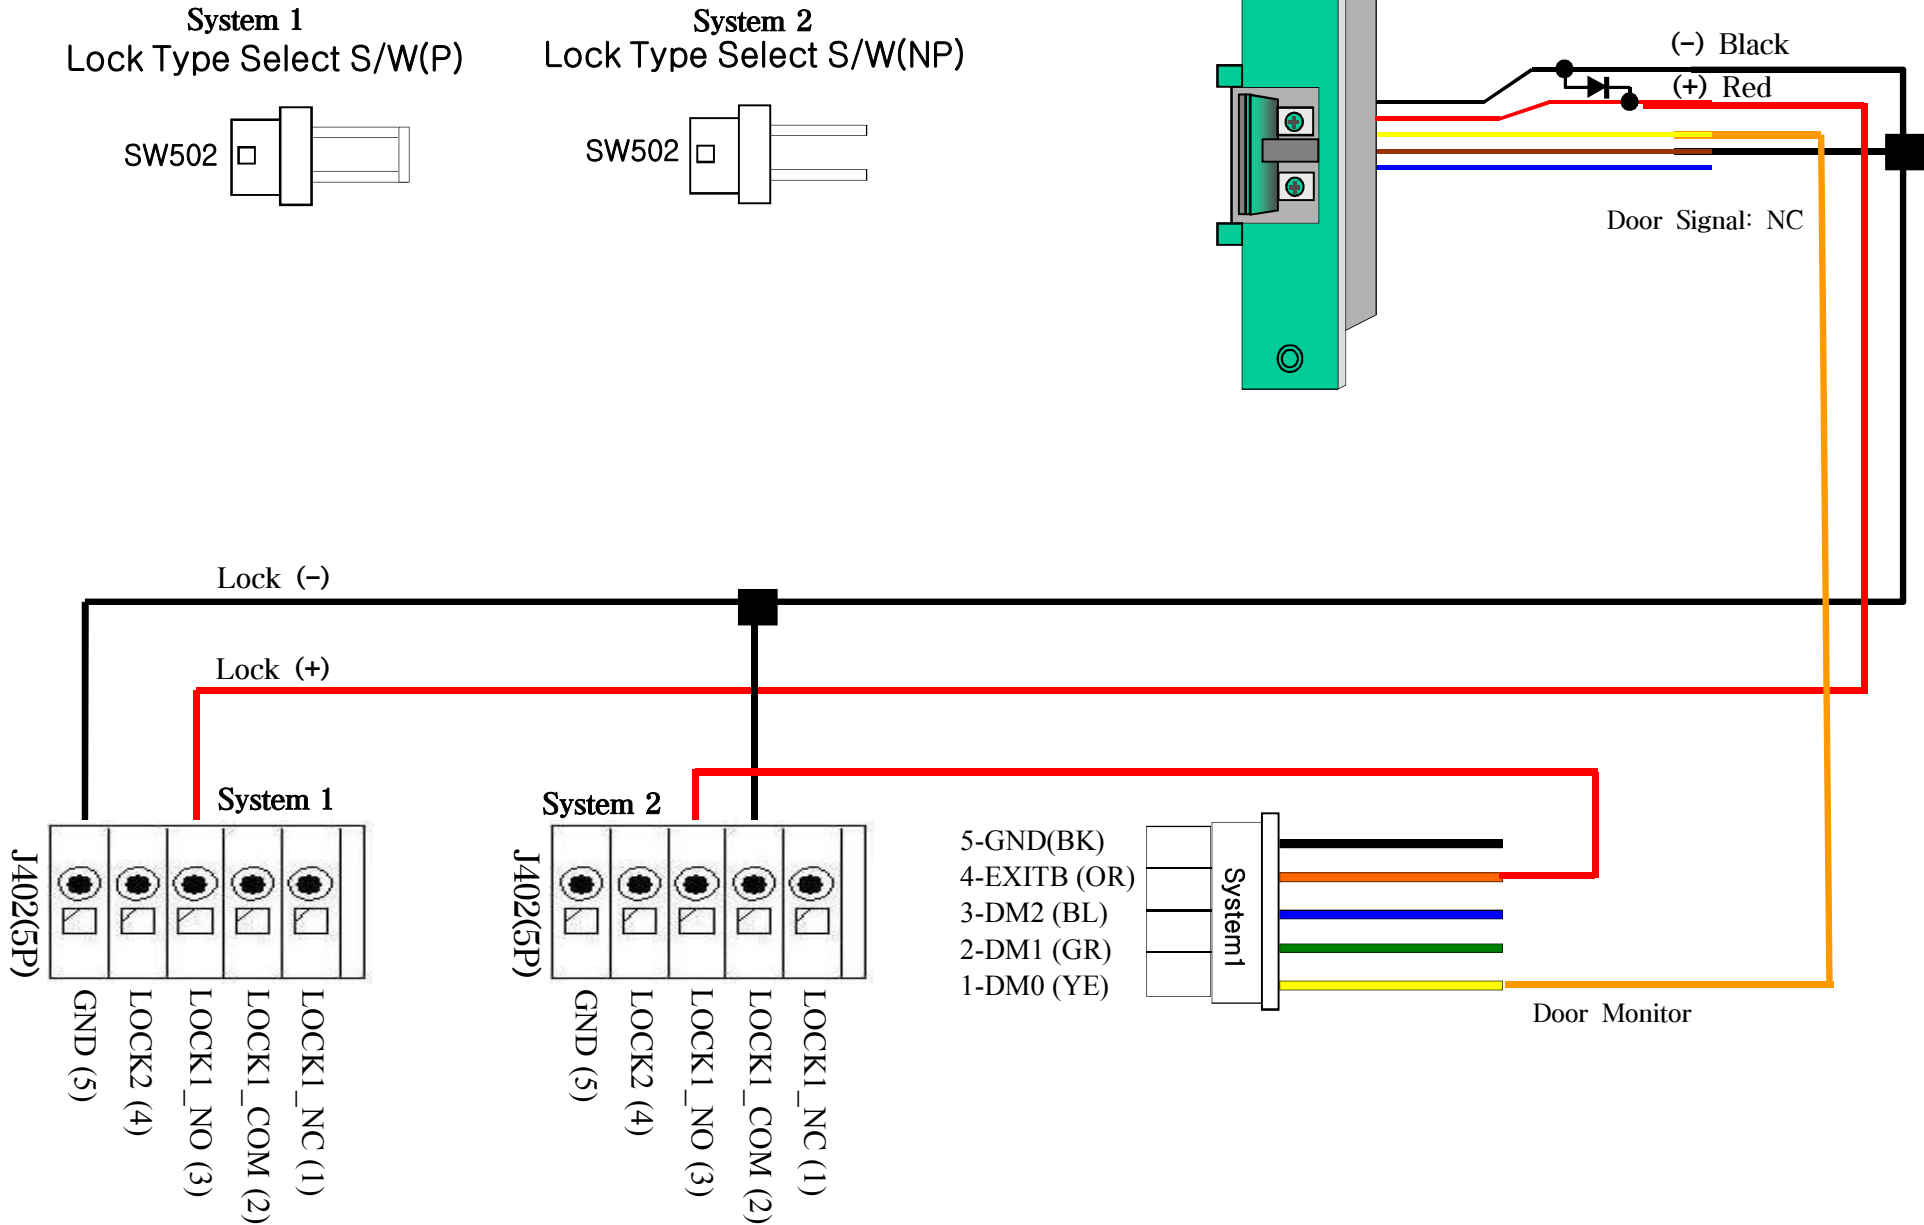 System 1
Lock Type Select S/W(P)
SW502
System 2
Lock Type Select S/W(NP)
SW502
(-) Black
(+) Red
Door Signal: NC
Lock (-)
Lock (+)
System 1
J402(5P)
GND (5)
LOCK2 (4)
LOCK1_NO (3)
LOCK1_COM (2)
LOCK1_NC (1)
System 2
J402(5P)
GND (5)
LOCK2 (4)
LOCK1_NO (3)
LOCK1_COM (2)
LOCK1_NC (1)
5-GND(BK)
4-EXITB (OR)
3-DM2 (BL)
2-DM1 (GR)
1-DM0 (YE)
System1
Door Monitor